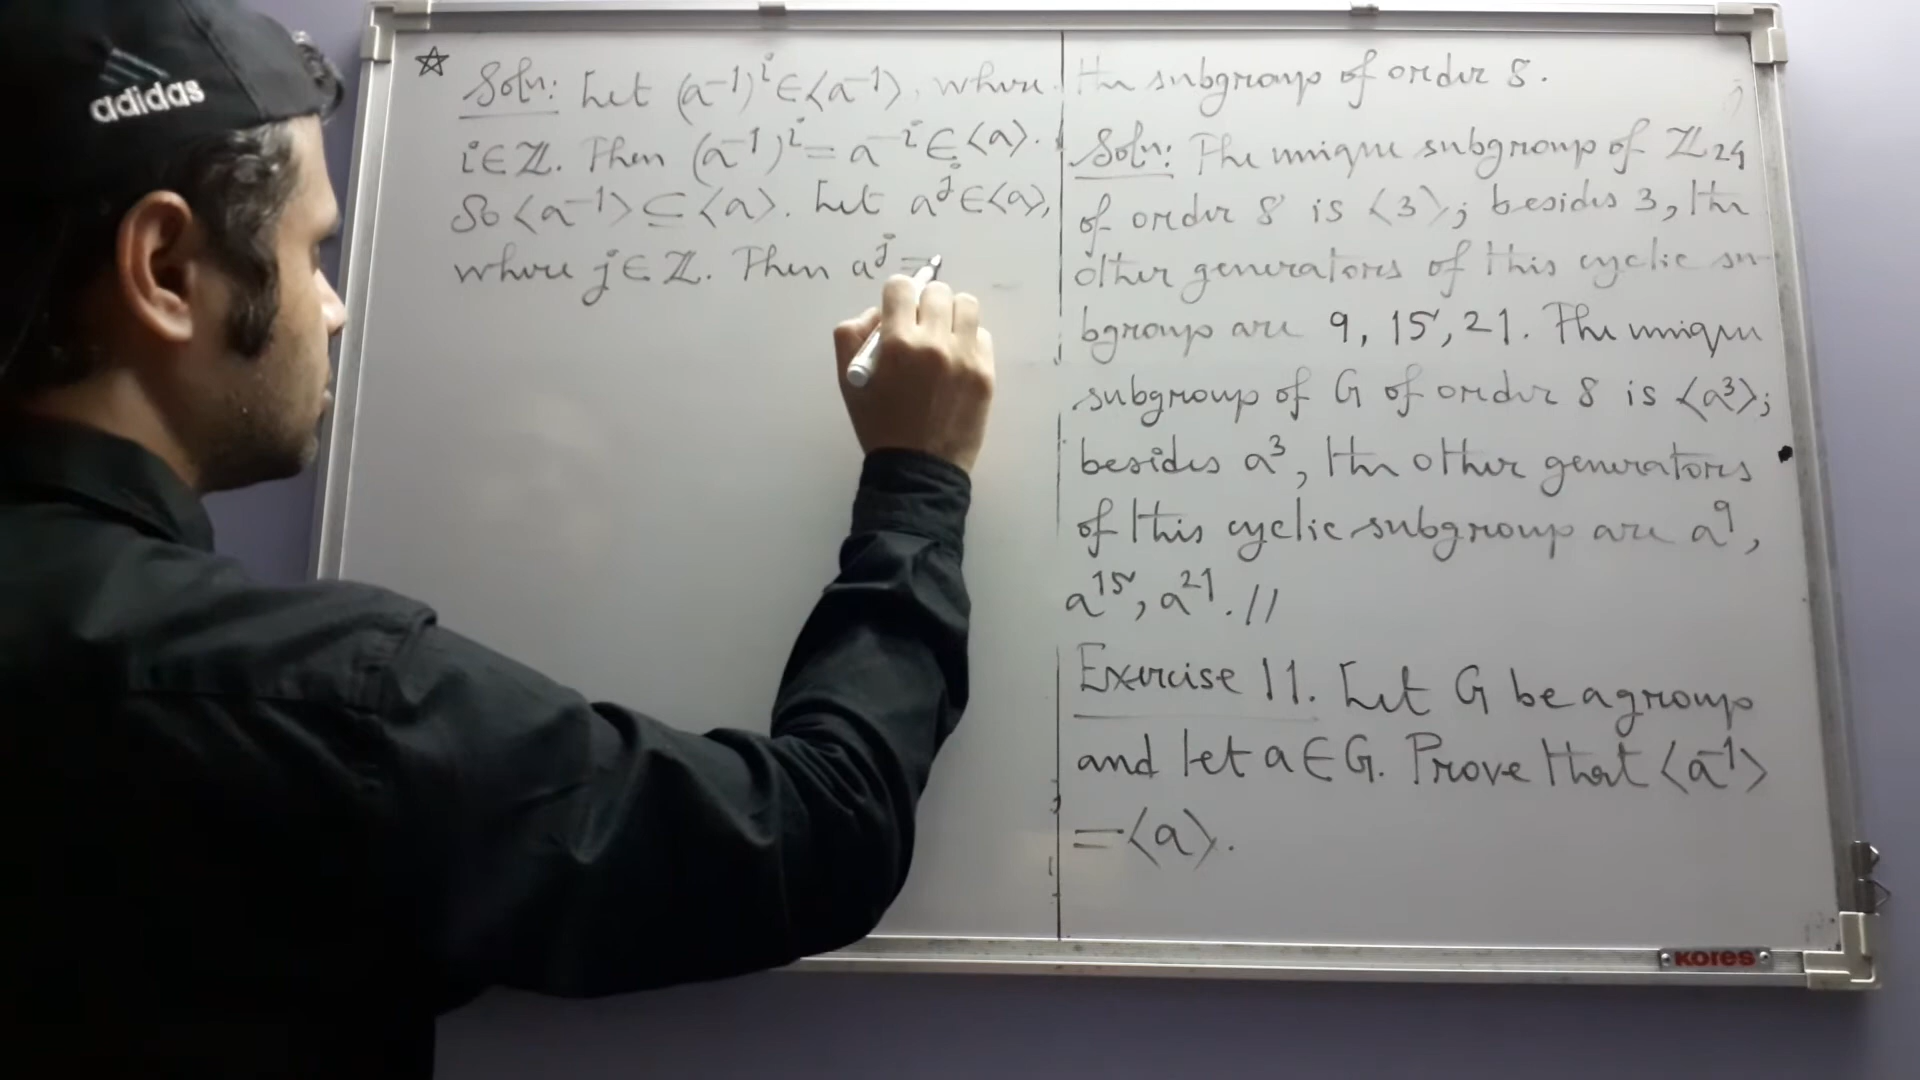 adidas
☆ Soln: Let (a⁻¹)ⁱ∈⟨a⁻¹⟩, where
i∈ℤ. Then (a⁻¹)ⁱ=a⁻ⁱ∈⟨a⟩.
So ⟨a⁻¹⟩⊆⟨a⟩. Let aʲ∈⟨a⟩,
where j∈ℤ. Then aʲ=
the subgroup of order 8.
Soln: The unique subgroup of ℤ₂₄
of order 8 is ⟨3⟩; besides 3, the
other generators of this cyclic su-
bgroup are 9, 15, 21. The unique
subgroup of G of order 8 is ⟨a³⟩;
besides a³, the other generators
of this cyclic subgroup are a⁹,
a¹⁵, a²¹. //
Exercise 11. Let G be a group
and let a∈G. Prove that ⟨a⁻¹⟩
=⟨a⟩.
kores